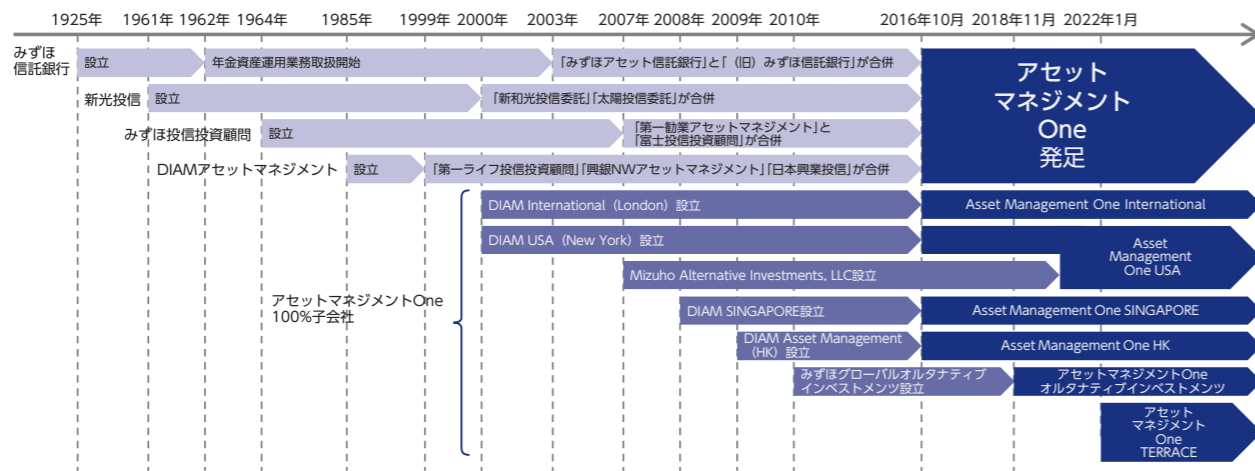 1925年 1961年 1962年 1964年 1985年 1999年 2000年 2003年 2007年 2008年 2009年 2010年 2016年10月 2018年11月 2022年1月
みずほ
信託銀行
設立
年金資産運用業務取扱開始
「みずほアセット信託銀行」と「（旧）みずほ信託銀行」が合併
新光投信
設立
「新和光投信委託」「太陽投信委託」が合併
みずほ投信投資顧問
設立
「第一勧業アセットマネジメント」と
「富士投信投資顧問」が合併
DIAMアセットマネジメント
設立
「第一ライフ投信投資顧問」「興銀NWアセットマネジメント」「日本興業投信」が合併
アセット
マネジメント
One
発足
アセットマネジメントOne
100%子会社
DIAM International（London）設立
Asset Management One International
DIAM USA（New York）設立
Mizuho Alternative Investments, LLC設立
Asset
Management
One USA
DIAM SINGAPORE設立
Asset Management One SINGAPORE
DIAM Asset Management
（HK）設立
Asset Management One HK
みずほグローバルオルタナティブ
インベストメンツ設立
アセットマネジメントOne
オルタナティブインベストメンツ
アセット
マネジメント
One
TERRACE